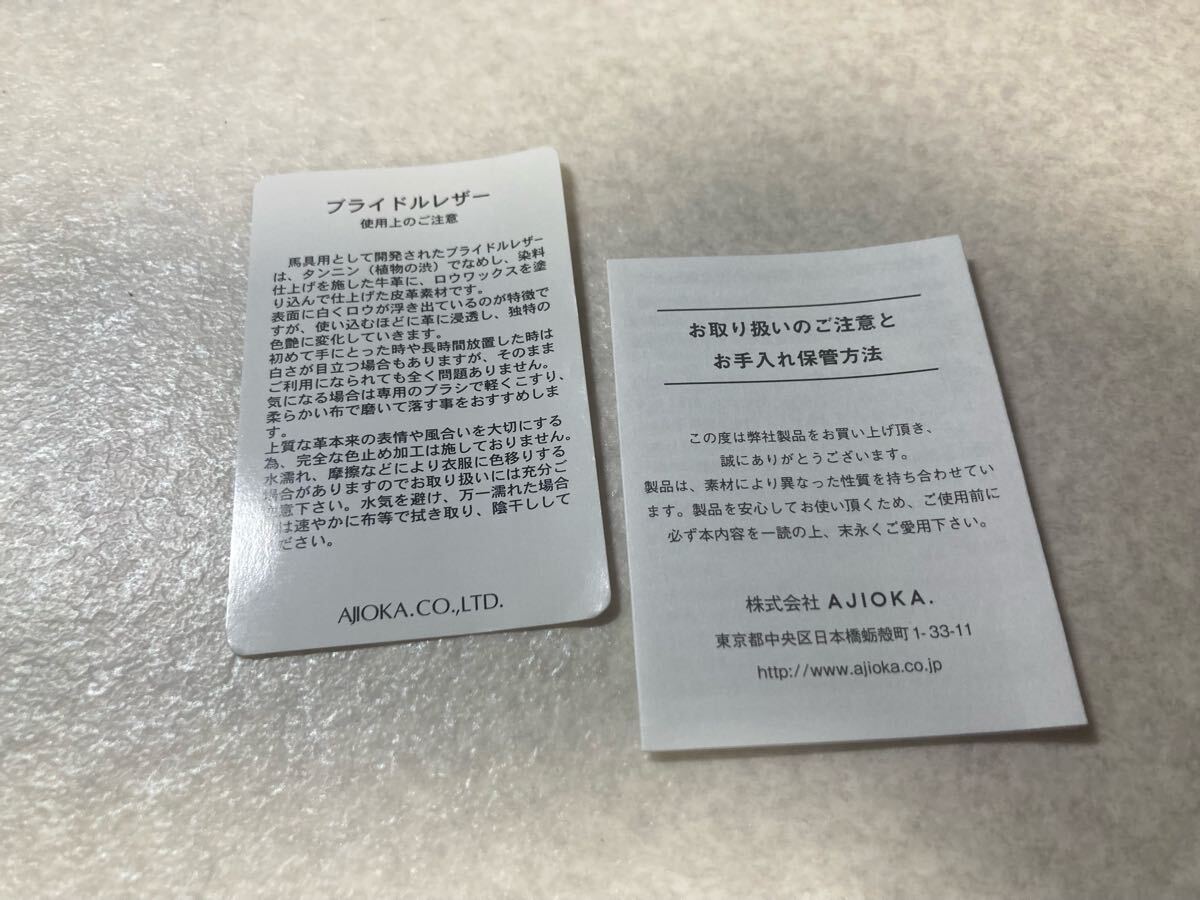 ブライドルレザー
使用上のご注意
馬具用として開発されたブライドルレザー
は、タンニン（植物の渋）でなめし、染料
仕上げを施した牛革に、ロウワックスを塗
り込んで仕上げた皮革素材です。
表面に白くロウが浮き出ているのが特徴で
すが、使い込むほどに革に浸透し、独特の
色艶に変化していきます。
初めて手にとった時や長時間放置した時は
白さが目立つ場合もありますが、そのまま
ご利用になられても全く問題ありません。
気になる場合は専用のブラシで軽くこすり、
柔らかい布で磨いて落す事をおすすめしま
す。
上質な革本来の表情や風合いを大切にする
為、完全な色止め加工は施しておりません。
水濡れ、摩擦などにより衣服に色移りする
場合がありますのでお取り扱いには充分ご
意下さい。水気を避け、万一濡れた場合
は速やかに布等で拭き取り、陰干しして
ださい。
AJIOKA.CO.,LTD.
お取り扱いのご注意と
お手入れ保管方法
この度は弊社製品をお買い上げ頂き、
誠にありがとうございます。
製品は、素材により異なった性質を持ち合わせてい
ます。製品を安心してお使い頂くため、ご使用前に
必ず本内容を一読の上、末永くご愛用下さい。
株式会社 AJIOKA.
東京都中央区日本橋蛎殻町1-33-11
http://www.ajioka.co.jp